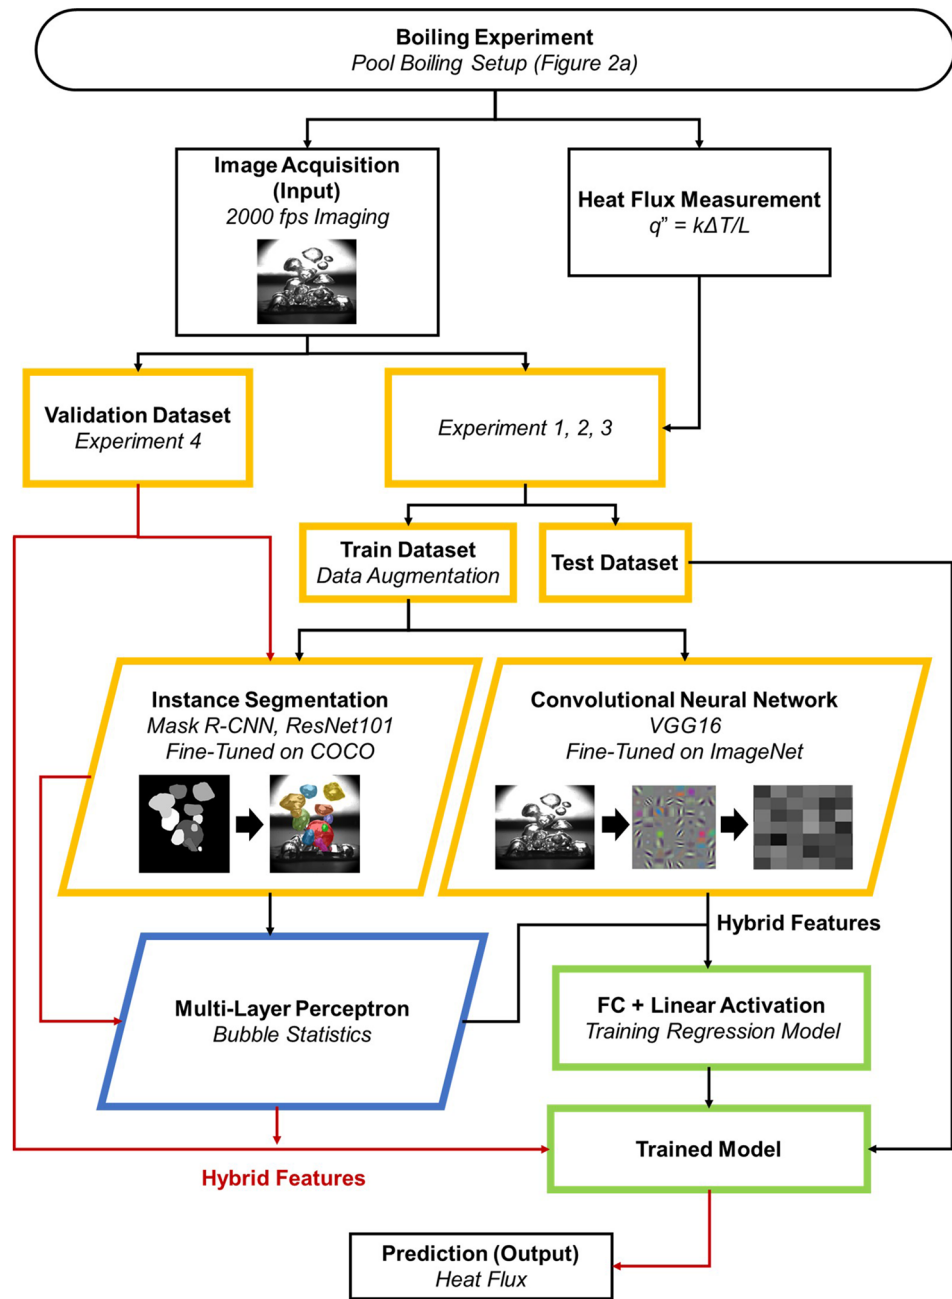 Boiling Experiment
Pool Boiling Setup (Figure 2a)
Image Acquisition
(Input)
2000 fps Imaging
Heat Flux Measurement
q” = kΔT/L
Validation Dataset
Experiment 4
Experiment 1, 2, 3
Train Dataset
Data Augmentation
Test Dataset
Instance Segmentation
Mask R-CNN, ResNet101
Fine-Tuned on COCO
Convolutional Neural Network
VGG16
Fine-Tuned on ImageNet
Hybrid Features
Multi-Layer Perceptron
Bubble Statistics
FC + Linear Activation
Training Regression Model
Trained Model
Hybrid Features
Prediction (Output)
Heat Flux